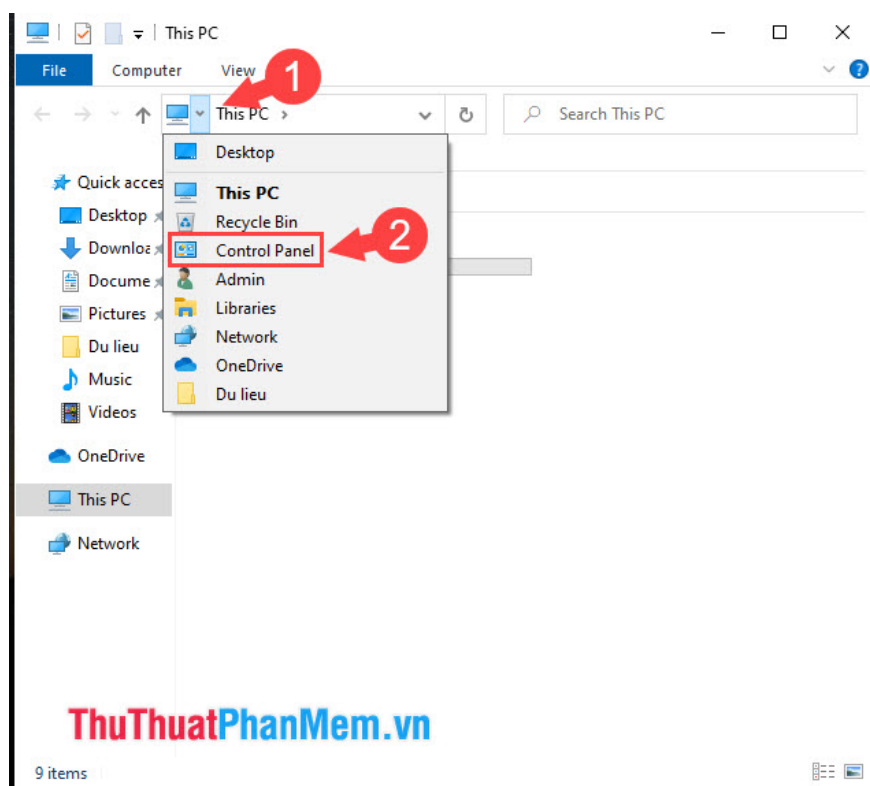 This PC
File Computer View
1
This PC
Search This PC
Desktop
This PC
Recycle Bin
Control Panel
2
Admin
Libraries
Network
OneDrive
Du lieu
Quick acces
Desktop
Downloa
Docume
Pictures
Du lieu
Music
Videos
OneDrive
This PC
Network
ThuThuatPhanMem.vn
9 items